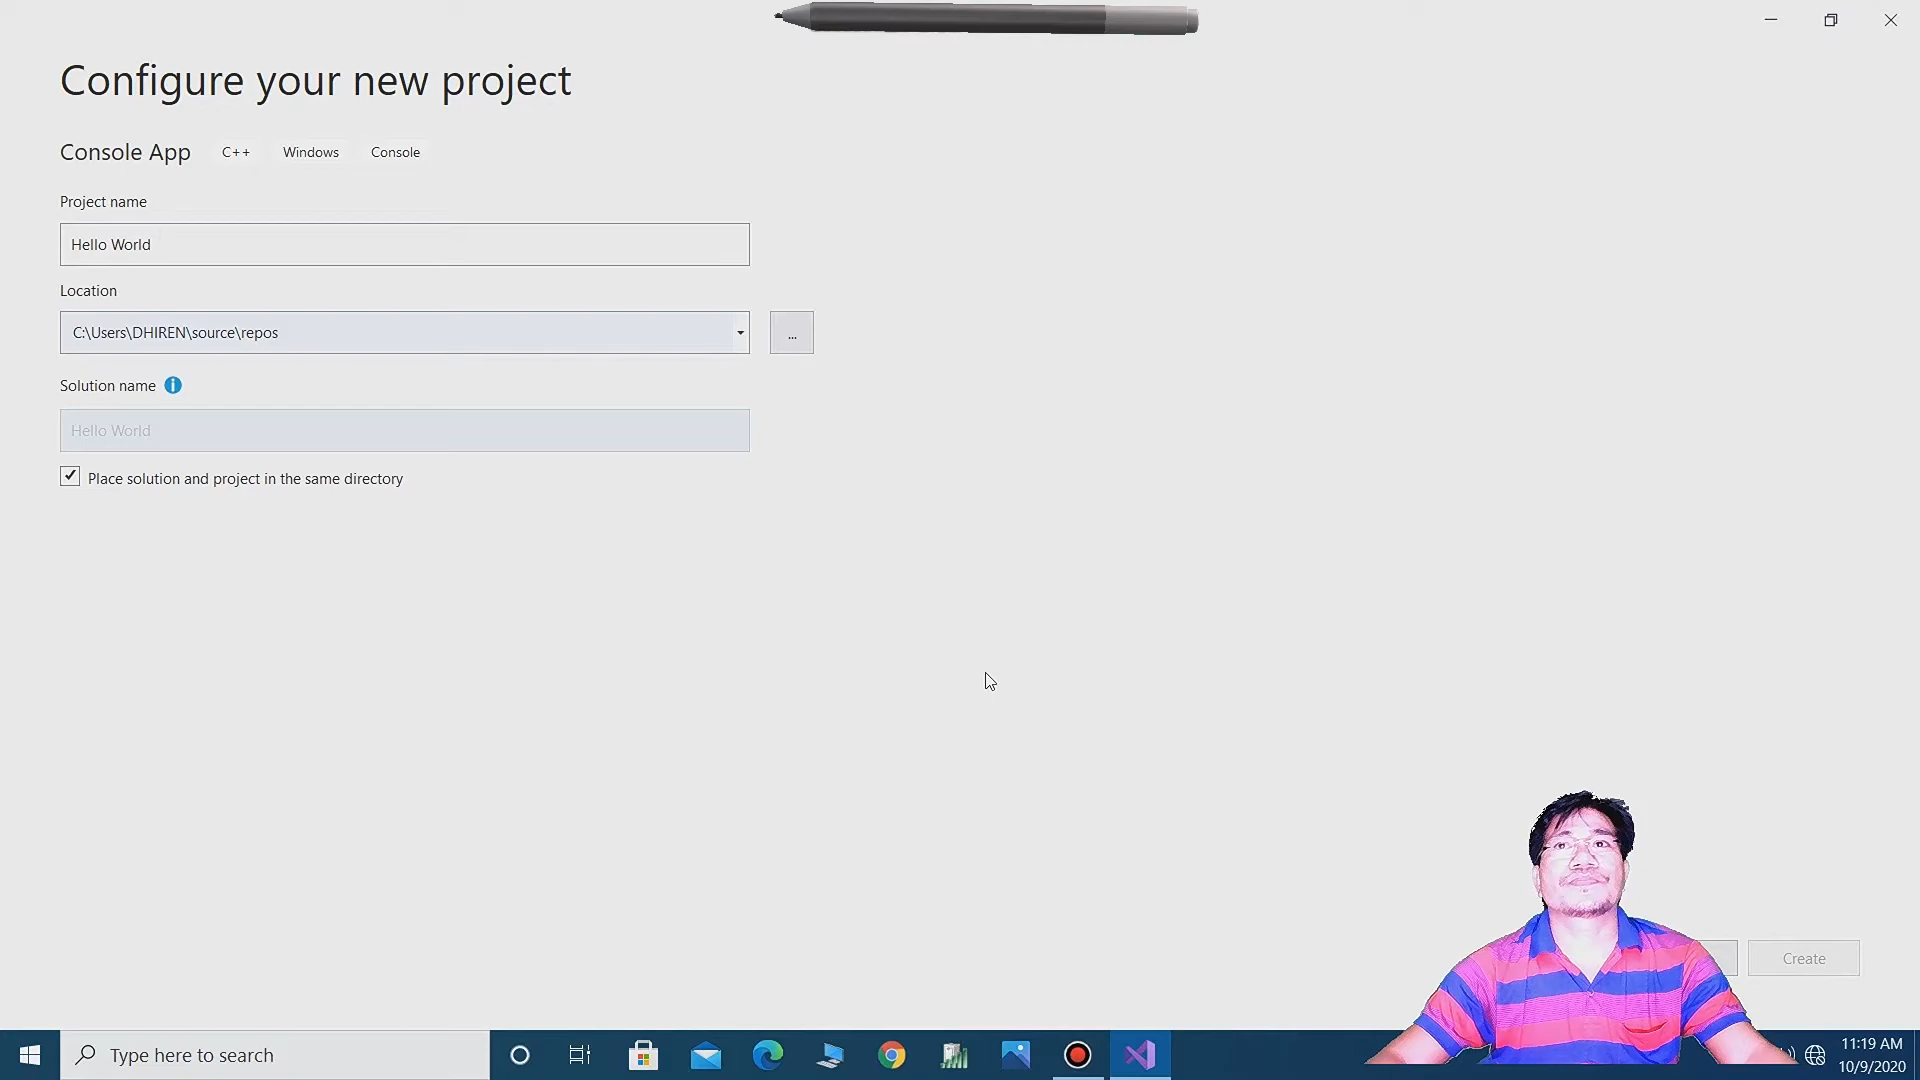 Configure your new project
Console App C++ Windows Console
Project name
Hello World
Location
C:\Users\DHIREN\source\repos
...
Solution name
Hello World
Place solution and project in the same directory
Create
Type here to search
11:19 AM
10/9/2020